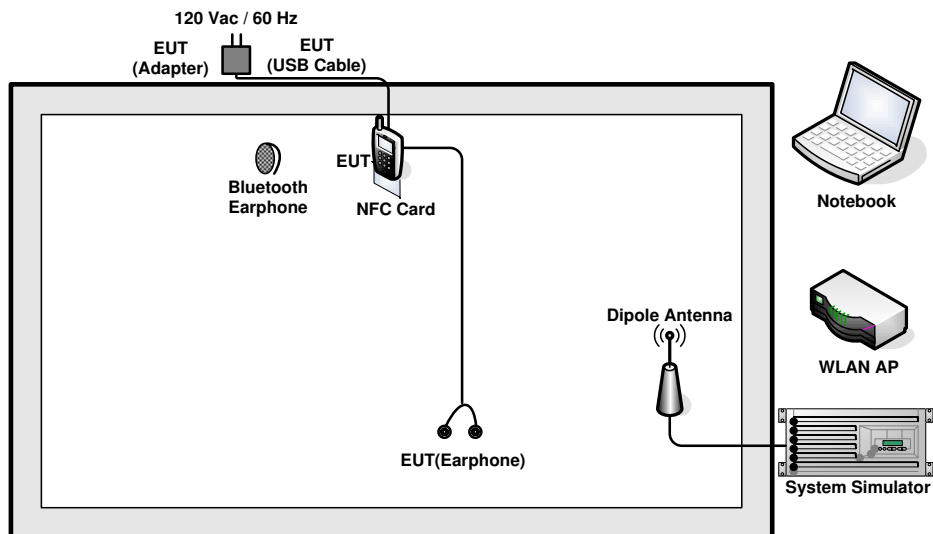 120 Vac / 60 Hz
EUT
(Adapter)
EUT
(USB Cable)
EUT
Bluetooth
Earphone
NFC Card
Notebook
Dipole Antenna
WLAN AP
EUT(Earphone)
System Simulator